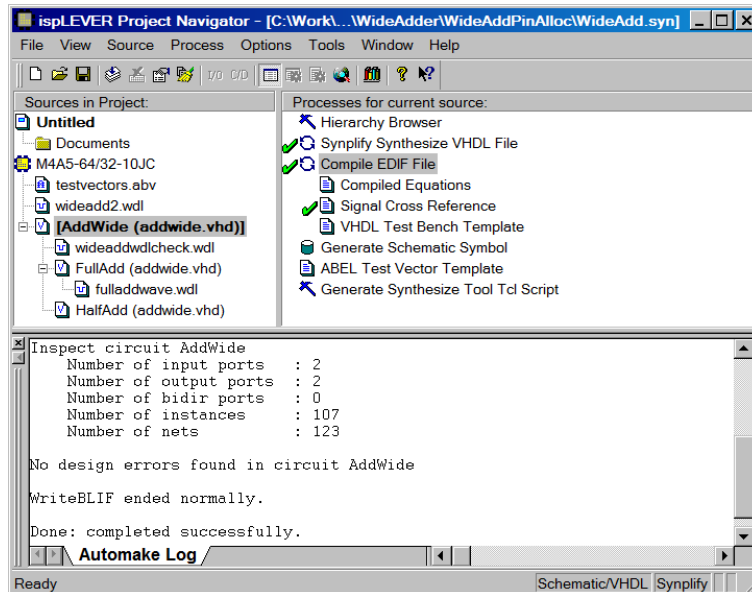 ispLEVER Project Navigator - [C:\Work\...\WideAdder\WideAddPinAlloc\WideAdd.syn]
File View Source Process Options Tools Window Help
I/O C/D
Sources in Project:
Untitled
Documents
M4A5-64/32-10JC
testvectors.abv
wideadd2.wdl
[AddWide (addwide.vhd)]
wideaddwdlcheck.wdl
FullAdd (addwide.vhd)
fulladdwave.wdl
HalfAdd (addwide.vhd)
Processes for current source:
Hierarchy Browser
Synplify Synthesize VHDL File
Compile EDIF File
Compiled Equations
Signal Cross Reference
VHDL Test Bench Template
Generate Schematic Symbol
ABEL Test Vector Template
Generate Synthesize Tool Tcl Script
Inspect circuit AddWide
Number of input ports : 2
Number of output ports : 2
Number of bidir ports : 0
Number of instances : 107
Number of nets : 123
No design errors found in circuit AddWide
WriteBLIF ended normally.
Done: completed successfully.
Automake Log
Ready Schematic/VHDL Synplify